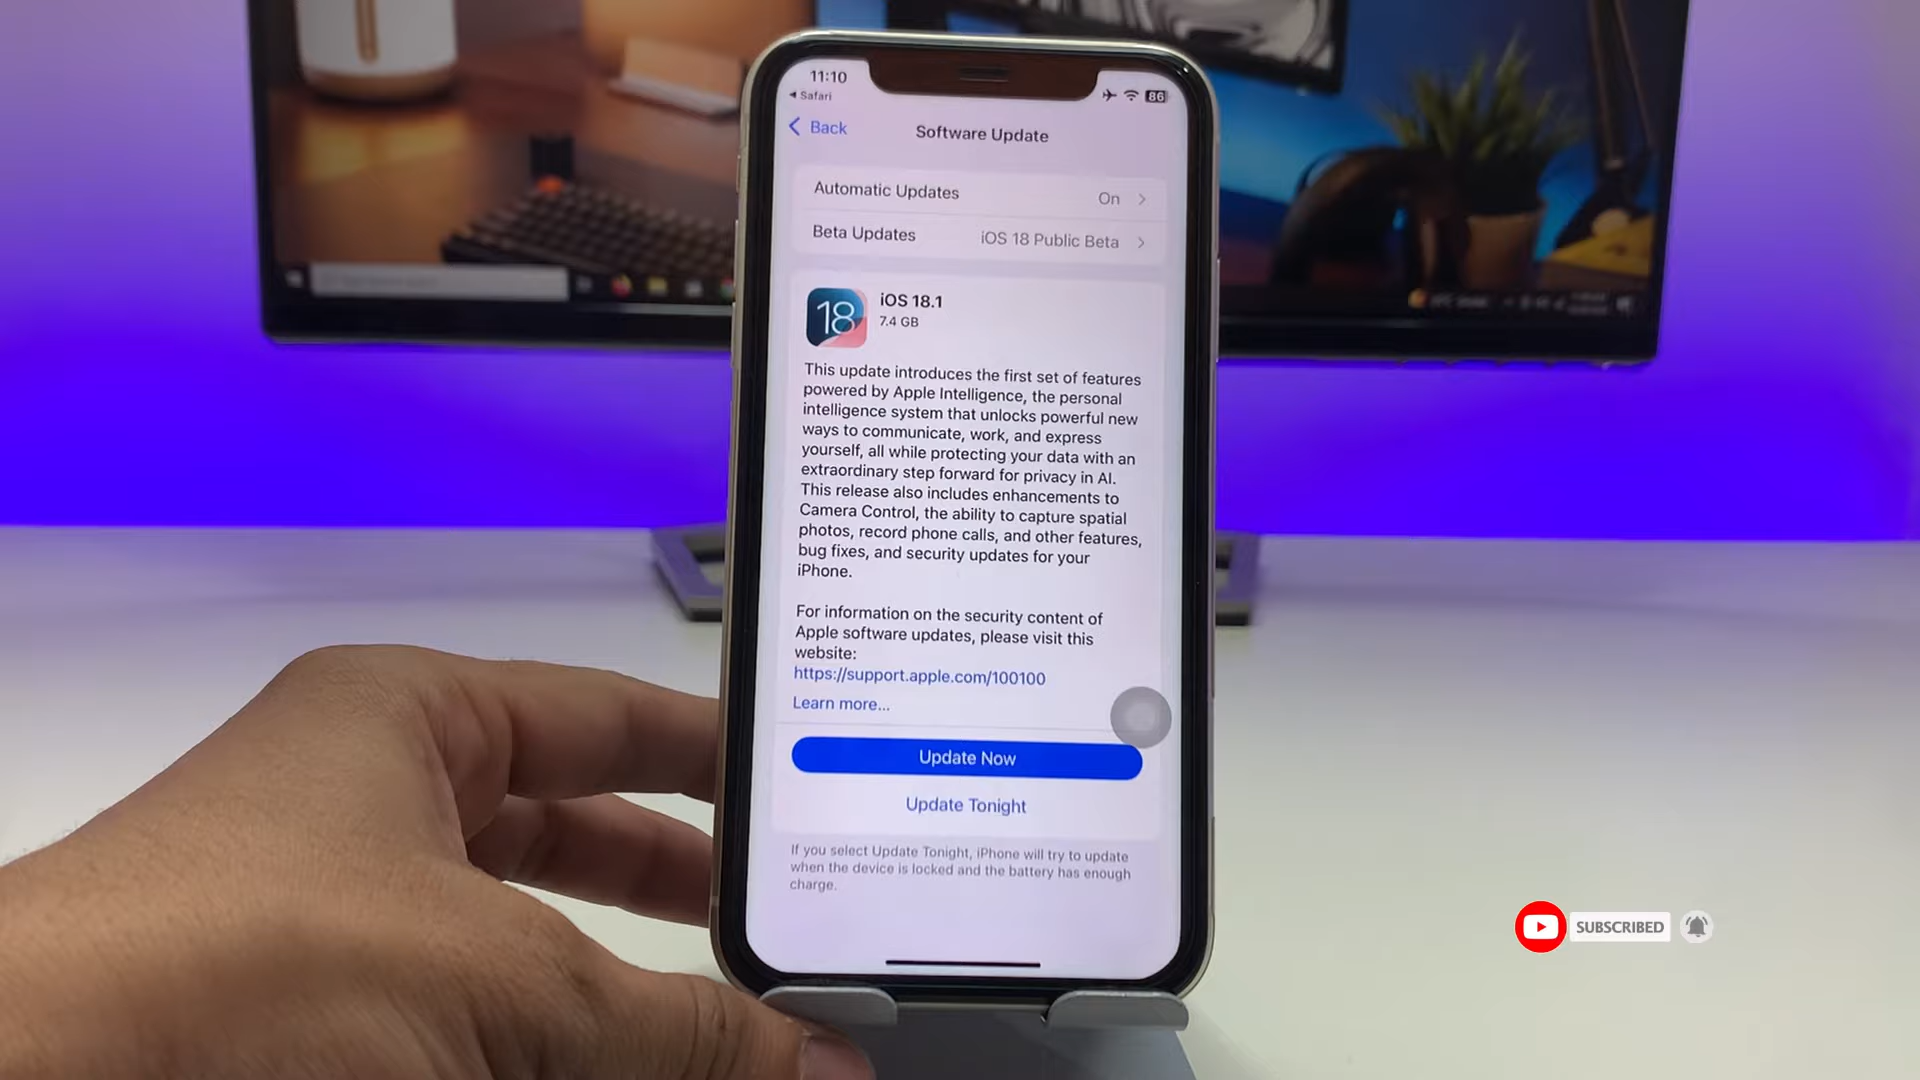 11:10
Safari
86
Back
Software Update
Automatic Updates
On
Beta Updates
iOS 18 Public Beta
18
iOS 18.1
7.4 GB
This update introduces the first set of features
powered by Apple Intelligence, the personal
intelligence system that unlocks powerful new
ways to communicate, work, and express
yourself, all while protecting your data with an
extraordinary step forward for privacy in AI.
This release also includes enhancements to
Camera Control, the ability to capture spatial
photos, record phone calls, and other features,
bug fixes, and security updates for your
iPhone.
For information on the security content of
Apple software updates, please visit this
website:
https://support.apple.com/100100
Learn more...
Update Now
Update Tonight
If you select Update Tonight, iPhone will try to update
when the device is locked and the battery has enough
charge.
SUBSCRIBED